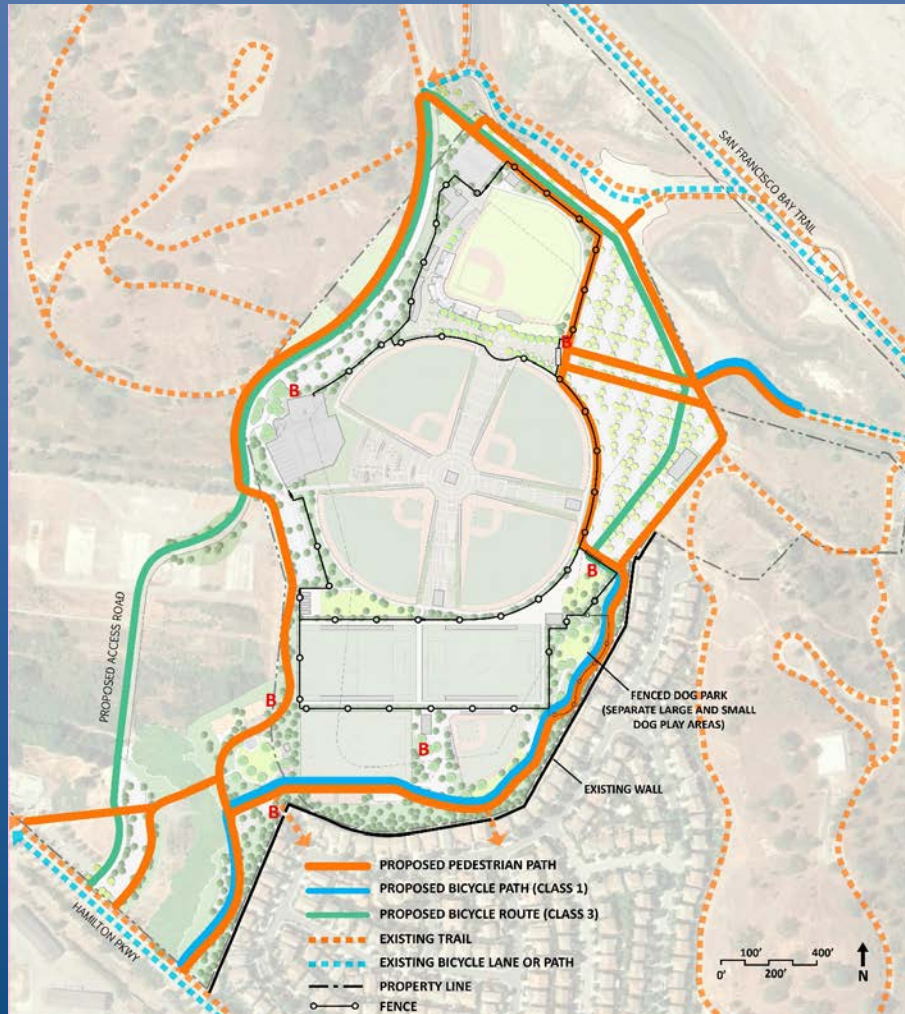 SAN FRANCISCO BAY TRAIL
B
B
B
PROPOSED ACCESS ROAD
FENCED DOG PARK
(SEPARATE LARGE AND SMALL
DOG PLAY AREAS)
B
B
EXISTING WALL
B
HAMILTON PKWY
PROPOSED PEDESTRIAN PATH
PROPOSED BICYCLE PATH (CLASS 1)
PROPOSED BICYCLE ROUTE (CLASS 3)
EXISTING TRAIL
EXISTING BICYCLE LANE OR PATH
PROPERTY LINE
FENCE
100' 400'
0' 200'
N